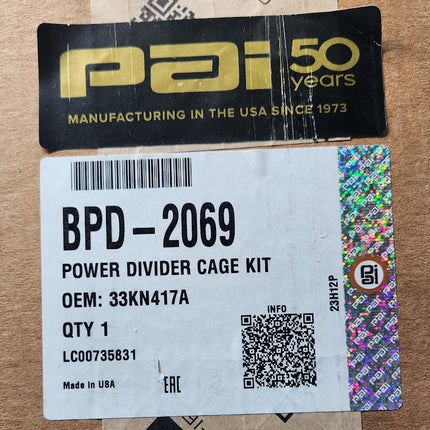 pai 50 years
MANUFACTURING IN THE USA SINCE 1973
BPD-2069
POWER DIVIDER CAGE KIT
OEM: 33KN417A
QTY 1
LC00735831
Made in USA
EAC
INFO
23H12P
pai